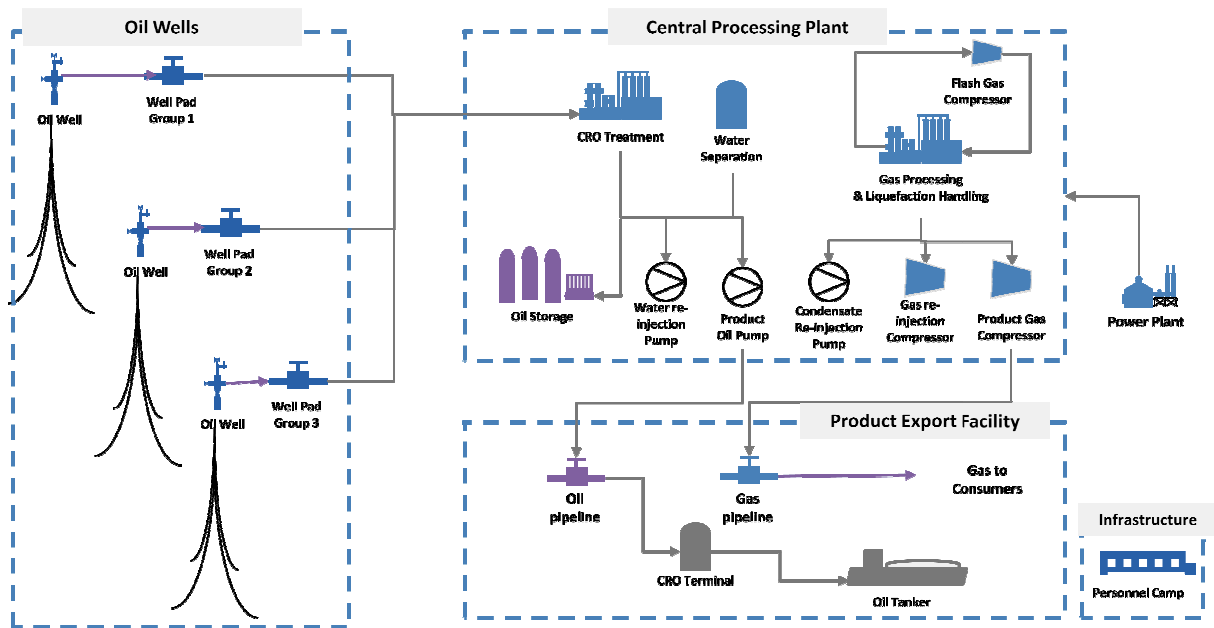 Oil Wells
Central Processing Plant
Oil Well
Well Pad
Group 1
CRO Treatment
Water
Separation
Flash Gas
Compressor
Gas Processing
& Liquefaction Handling
Oil Well
Well Pad
Group 2
Oil Storage
Water re-
injection
Pump
Product
Oil Pump
Condensate
Re-injection
Pump
Gas re-
injection
Compressor
Product Gas
Compressor
Power Plant
Oil Well
Well Pad
Group 3
Product Export Facility
Oil
pipeline
Gas
pipeline
Gas to
Consumers
CRO Terminal
Oil Tanker
Infrastructure
Personnel Camp